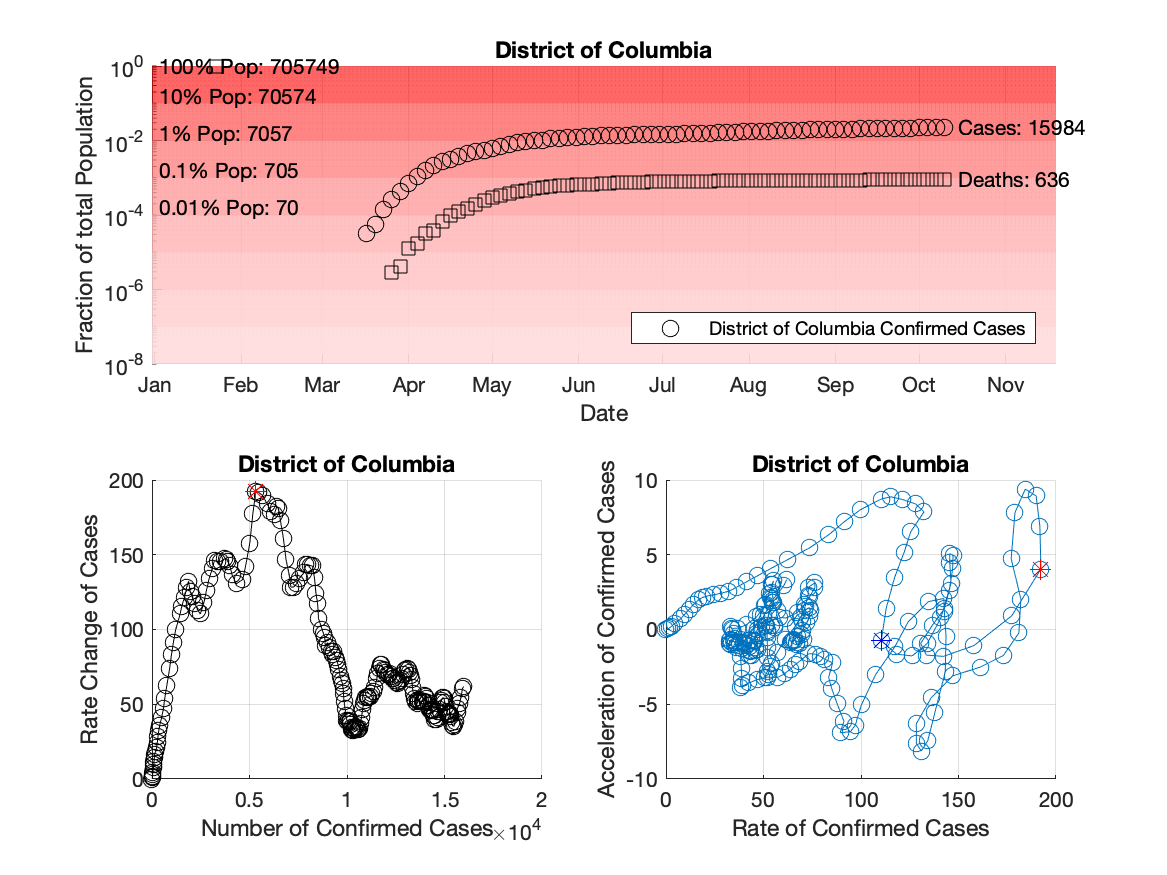 District of Columbia
Fraction of total Population
10^0
10^-2
10^-4
10^-6
10^-8
100% Pop: 705749
10% Pop: 70574
1% Pop: 7057
0.1% Pop: 705
0.01% Pop: 70
Cases: 15984
Deaths: 636
District of Columbia Confirmed Cases
Jan Feb Mar Apr May Jun Jul Aug Sep Oct Nov
Date
District of Columbia
Rate Change of Cases
200
150
100
50
0
0 0.5 1 1.5 2
Number of Confirmed Cases ×10^4
District of Columbia
Acceleration of Confirmed Cases
10
5
0
-5
-10
0 50 100 150 200
Rate of Confirmed Cases